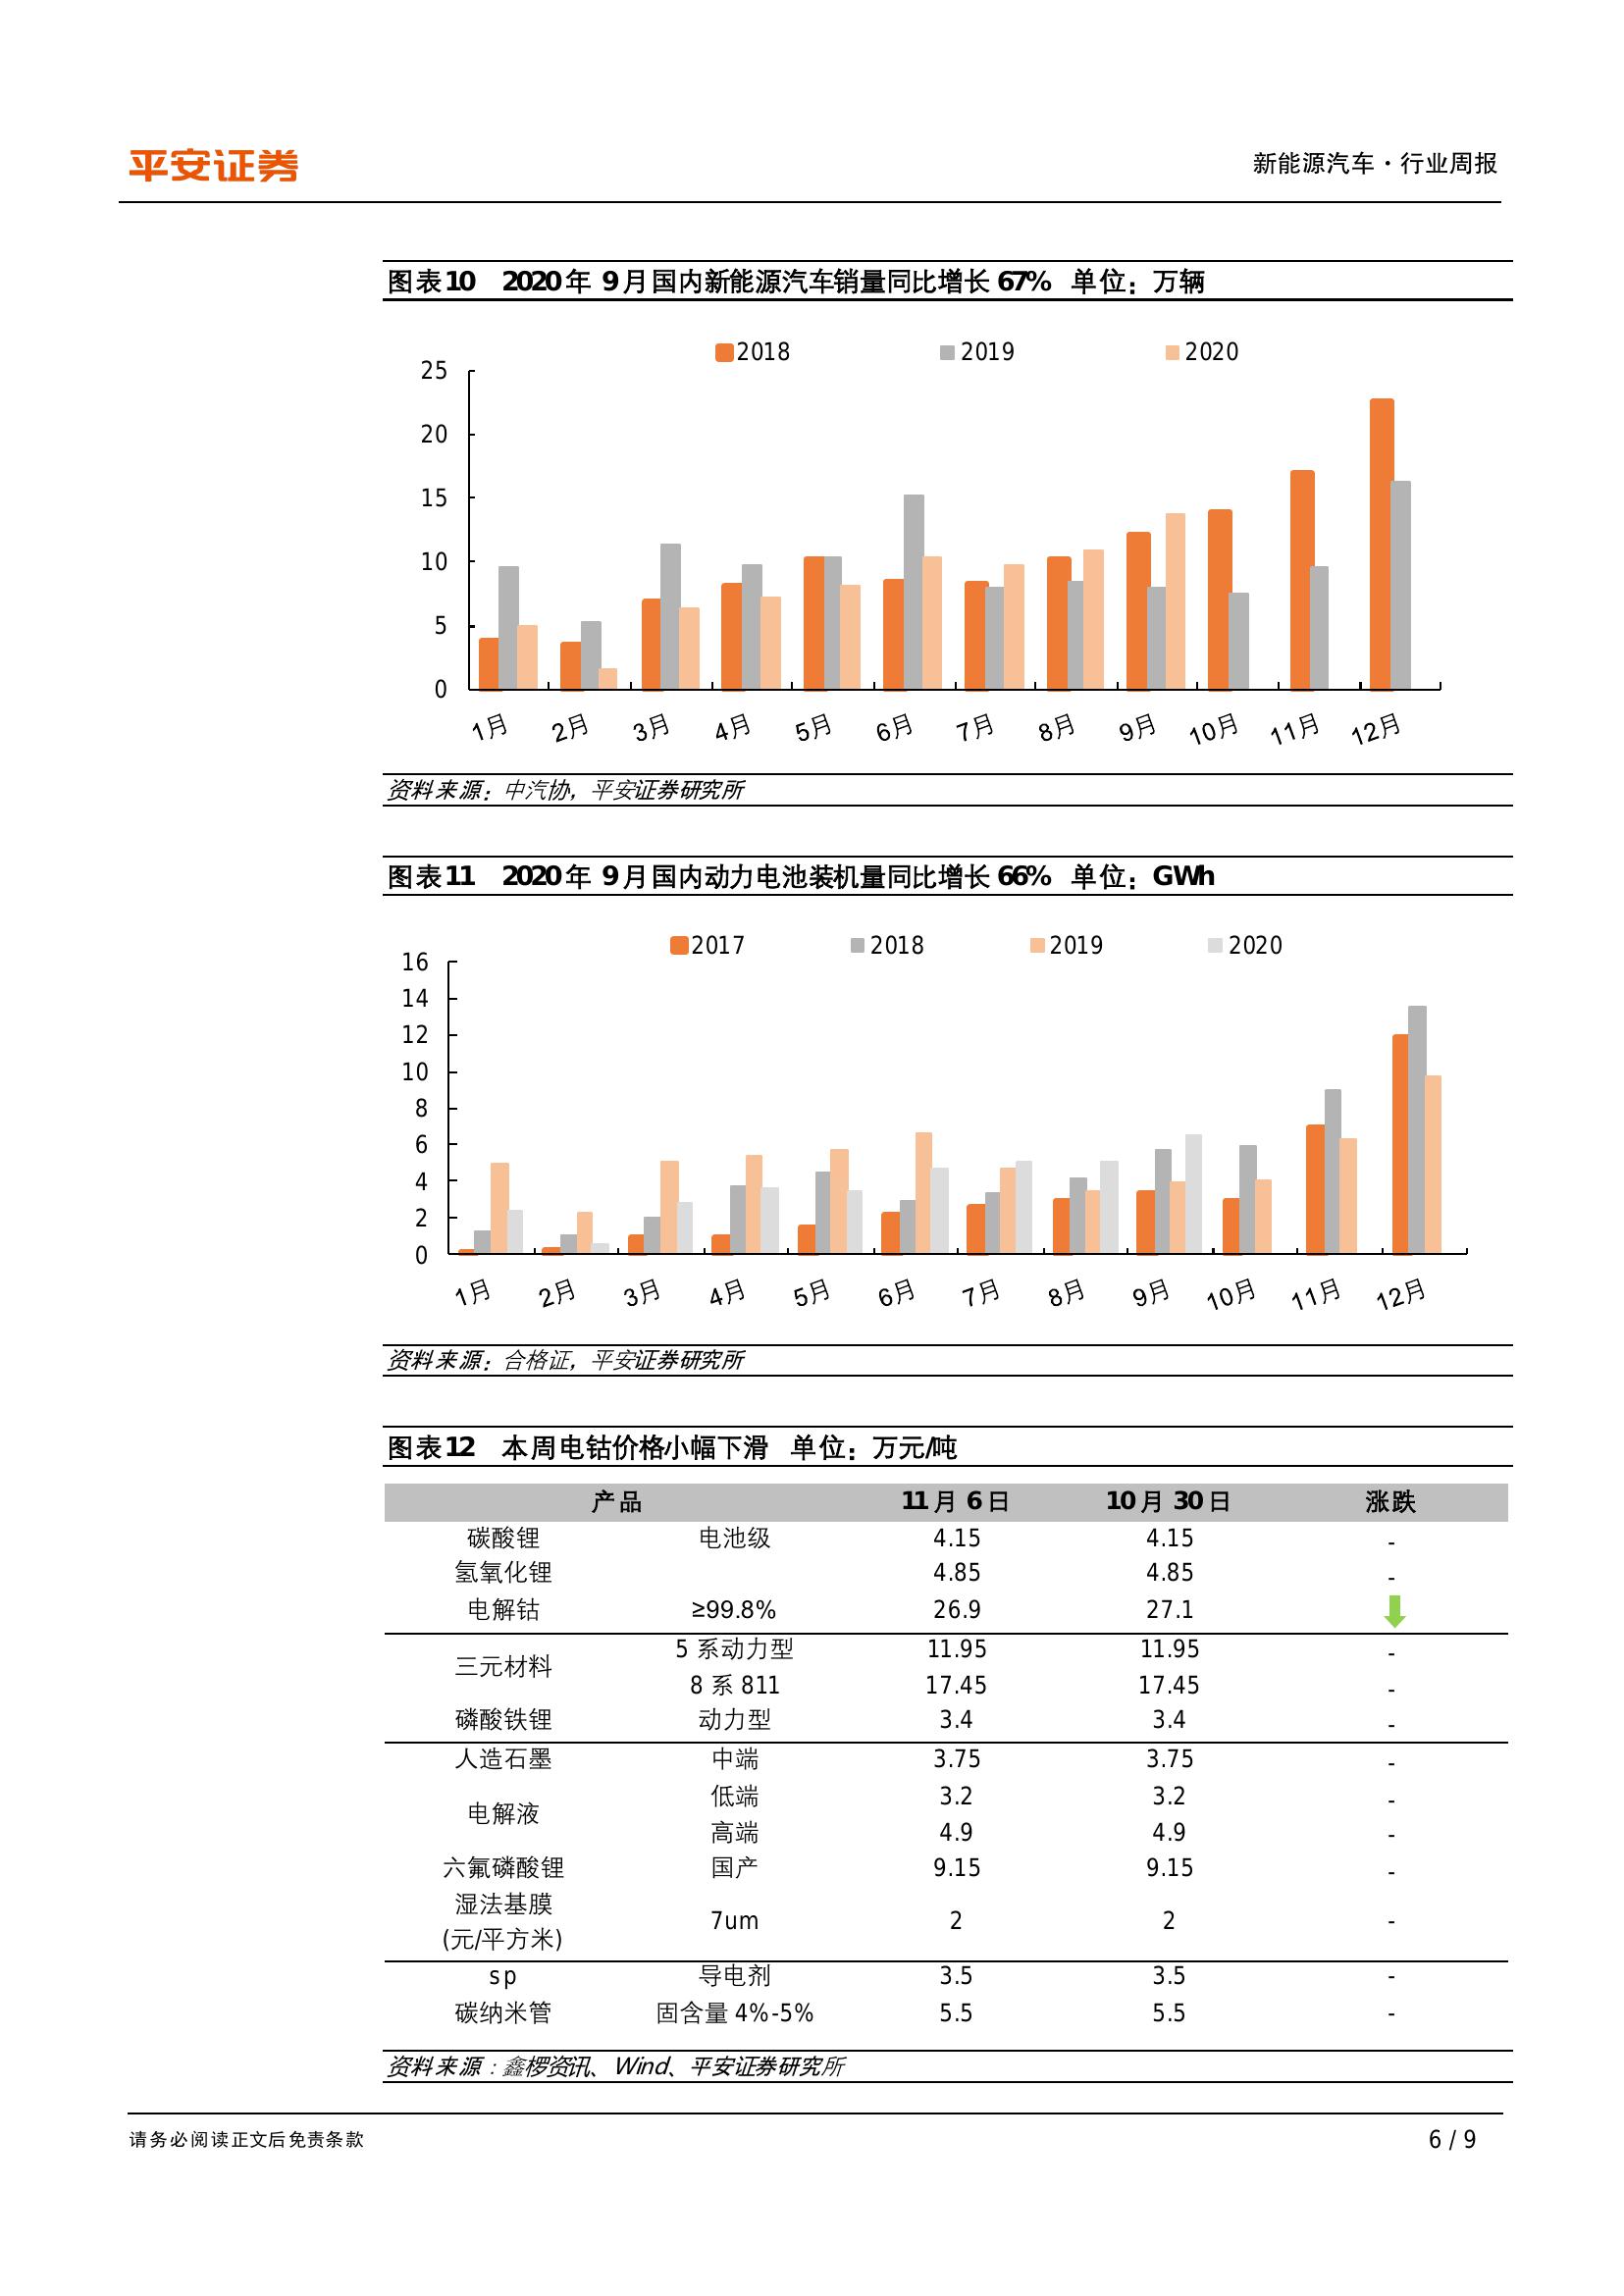 平安证券
新能源汽车·行业周报
图表10 2020年 9月国内新能源汽车销量同比增长 67% 单位：万辆
2018 2019 2020
25
20
15
10
5
0
1月 2月 3月 4月 5月 6月 7月 8月 9月 10月 11月 12月
资料来源：中汽协，平安证券研究所
图表11 2020年 9月国内动力电池装机量同比增长 66% 单位：GWh
2017 2018 2019 2020
16
14
12
10
8
6
4
2
0
1月 2月 3月 4月 5月 6月 7月 8月 9月 10月 11月 12月
资料来源：合格证，平安证券研究所
图表12 本周电钴价格小幅下滑 单位：万元/吨
产品 11月 6日 10月 30日 涨跌
碳酸锂 电池级 4.15 4.15 -
氢氧化锂 4.85 4.85 -
电解钴 ≥99.8% 26.9 27.1
三元材料 5 系动力型 11.95 11.95 -
8 系 811 17.45 17.45 -
磷酸铁锂 动力型 3.4 3.4 -
人造石墨 中端 3.75 3.75 -
电解液 低端 3.2 3.2 -
高端 4.9 4.9 -
六氟磷酸锂 国产 9.15 9.15 -
湿法基膜
(元/平方米) 7um 2 2 -
sp 导电剂 3.5 3.5 -
碳纳米管 固含量 4%-5% 5.5 5.5 -
资料来源：鑫椤资讯、Wind、平安证券研究所
请务必阅读正文后免责条款
6 / 9